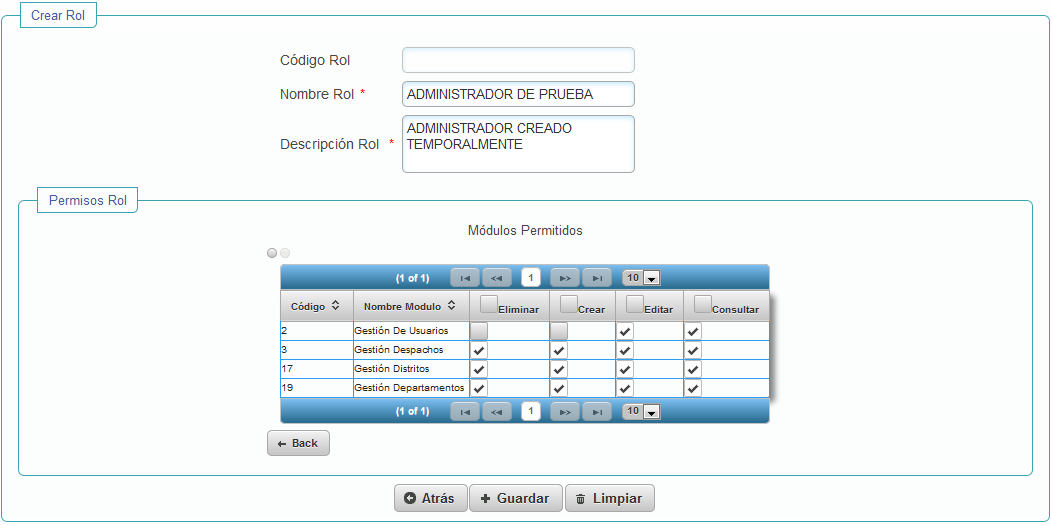 Crear Rol
Código Rol
Nombre Rol * ADMINISTRADOR DE PRUEBA
Descripción Rol * ADMINISTRADOR CREADO
TEMPORALMENTE
Permisos Rol
Módulos Permitidos
(1 of 1) 1 10
Código Nombre Modulo Eliminar Crear Editar Consultar
2 Gestión De Usuarios
3 Gestión Despachos
17 Gestión Distritos
19 Gestión Departamentos
(1 of 1) 1 10
Back
Atrás Guardar Limpiar